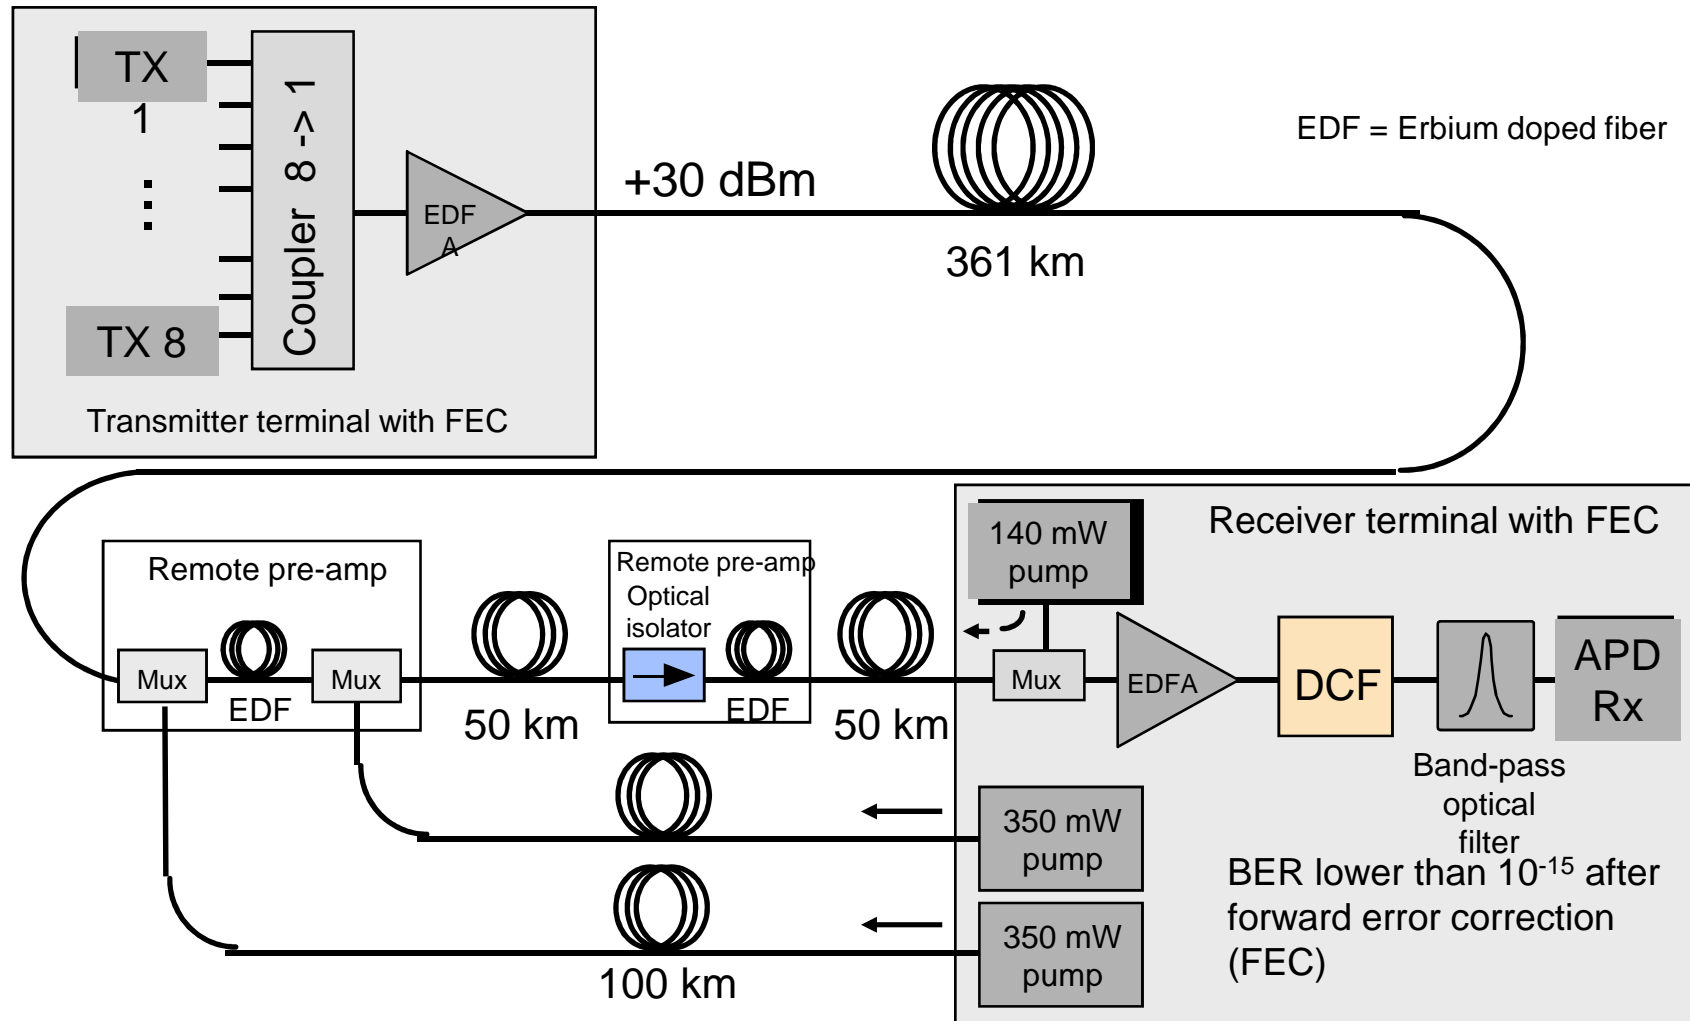 TX
1
TX 8
Coupler 8 -> 1
EDF
A
Transmitter terminal with FEC
+30 dBm
361 km
EDF = Erbium doped fiber
Remote pre-amp
Mux
EDF
Mux
50 km
Remote pre-amp
Optical
isolator
EDF
50 km
140 mW
pump
Receiver terminal with FEC
Mux
EDFA
DCF
APD
Rx
Band-pass
optical
filter
350 mW
pump
350 mW
pump
100 km
BER lower than 10⁻¹⁵ after
forward error correction
(FEC)